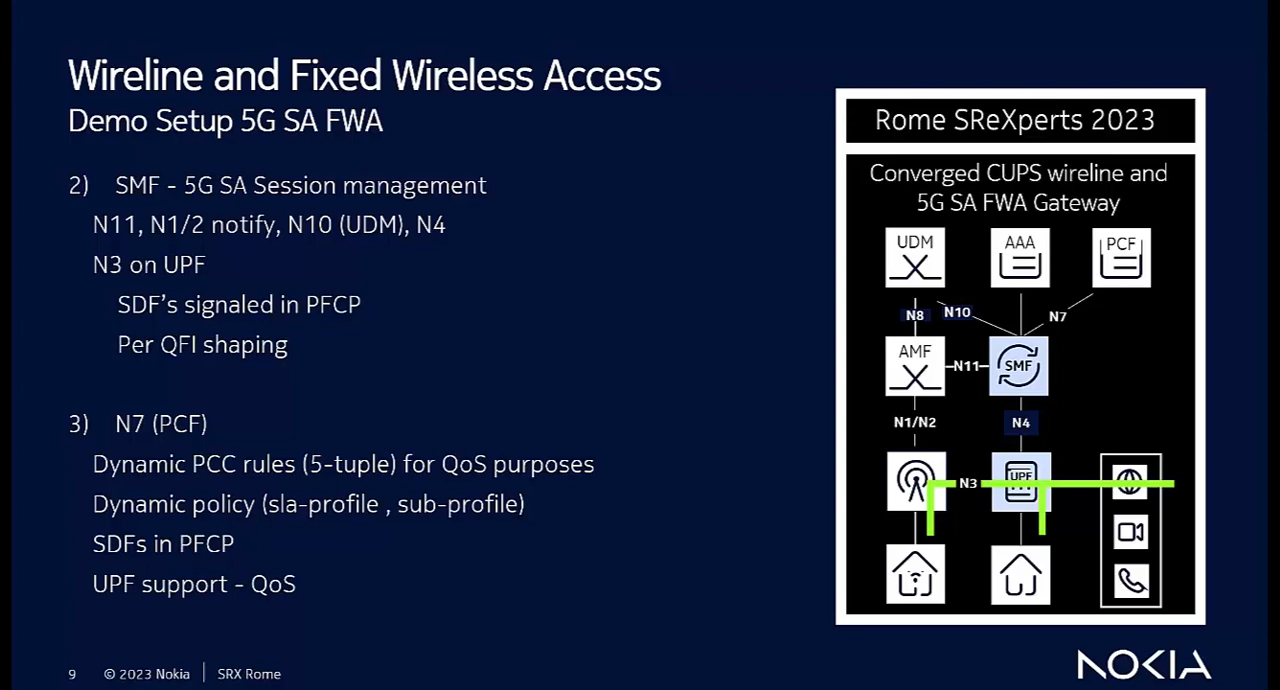 Wireline and Fixed Wireless Access
Demo Setup 5G SA FWA
2) SMF - 5G SA Session management
N11, N1/2 notify, N10 (UDM), N4
N3 on UPF
SDF's signaled in PFCP
Per QFI shaping
3) N7 (PCF)
Dynamic PCC rules (5-tuple) for QoS purposes
Dynamic policy (sla-profile , sub-profile)
SDFs in PFCP
UPF support - QoS
Rome SReXperts 2023
Converged CUPS wireline and
5G SA FWA Gateway
UDM AAA PCF
N8 N10 N7
AMF N11 SMF
N1/N2 N4
N3 UPF
9 © 2023 Nokia SRX Rome
NOKIA